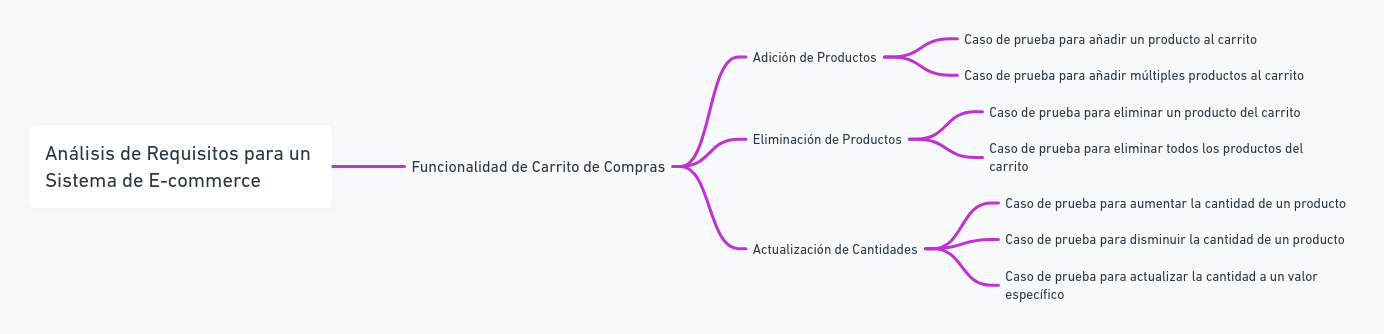 Análisis de Requisitos para un
Sistema de E-commerce
Funcionalidad de Carrito de Compras
Adición de Productos
Caso de prueba para añadir un producto al carrito
Caso de prueba para añadir múltiples productos al carrito
Eliminación de Productos
Caso de prueba para eliminar un producto del carrito
Caso de prueba para eliminar todos los productos del
carrito
Actualización de Cantidades
Caso de prueba para aumentar la cantidad de un producto
Caso de prueba para disminuir la cantidad de un producto
Caso de prueba para actualizar la cantidad a un valor
específico